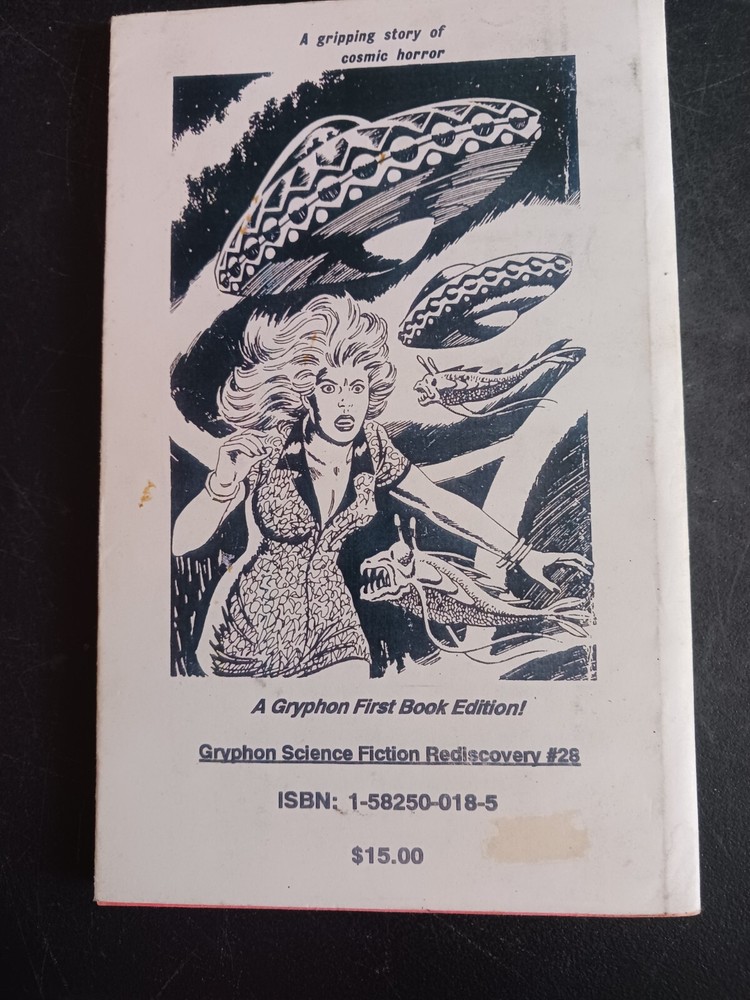 A gripping story of
cosmic horror
A Gryphon First Book Edition!
Gryphon Science Fiction Rediscovery #28
ISBN: 1-58250-018-5
$15.00